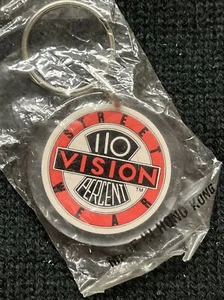 STREET
110
VISION
PERCENT
TM
WEAR
HONG KONG